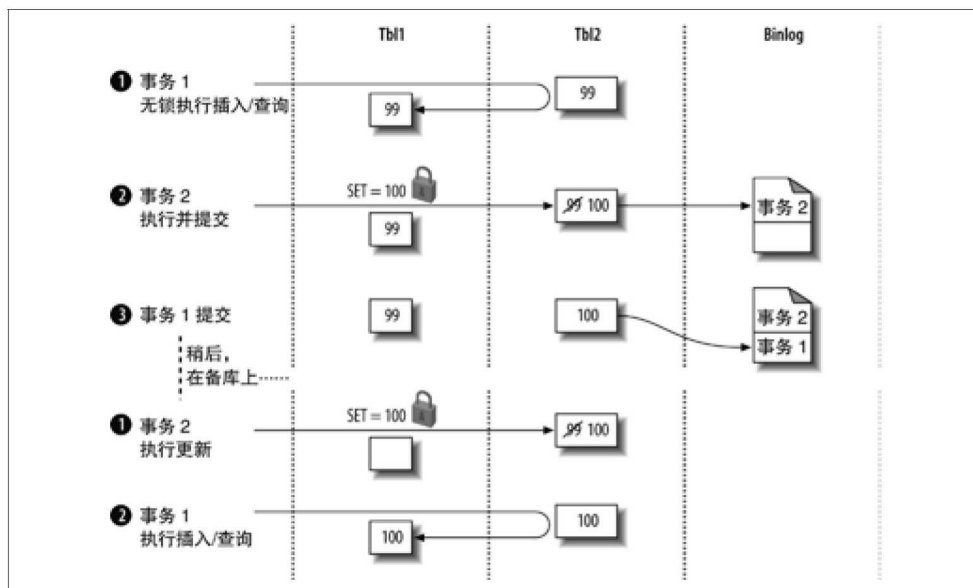 Tbl1 Tbl2 Binlog
❶ 事务 1
无锁执行插入/查询
99
99
❷ 事务 2
执行并提交
SET = 100
99
99 100
事务 2
❸ 事务 1 提交
99
100
事务 2
事务 1
稍后，
在备库上……
❶ 事务 2
执行更新
SET = 100
99 100
❷ 事务 1
执行插入/查询
100
100